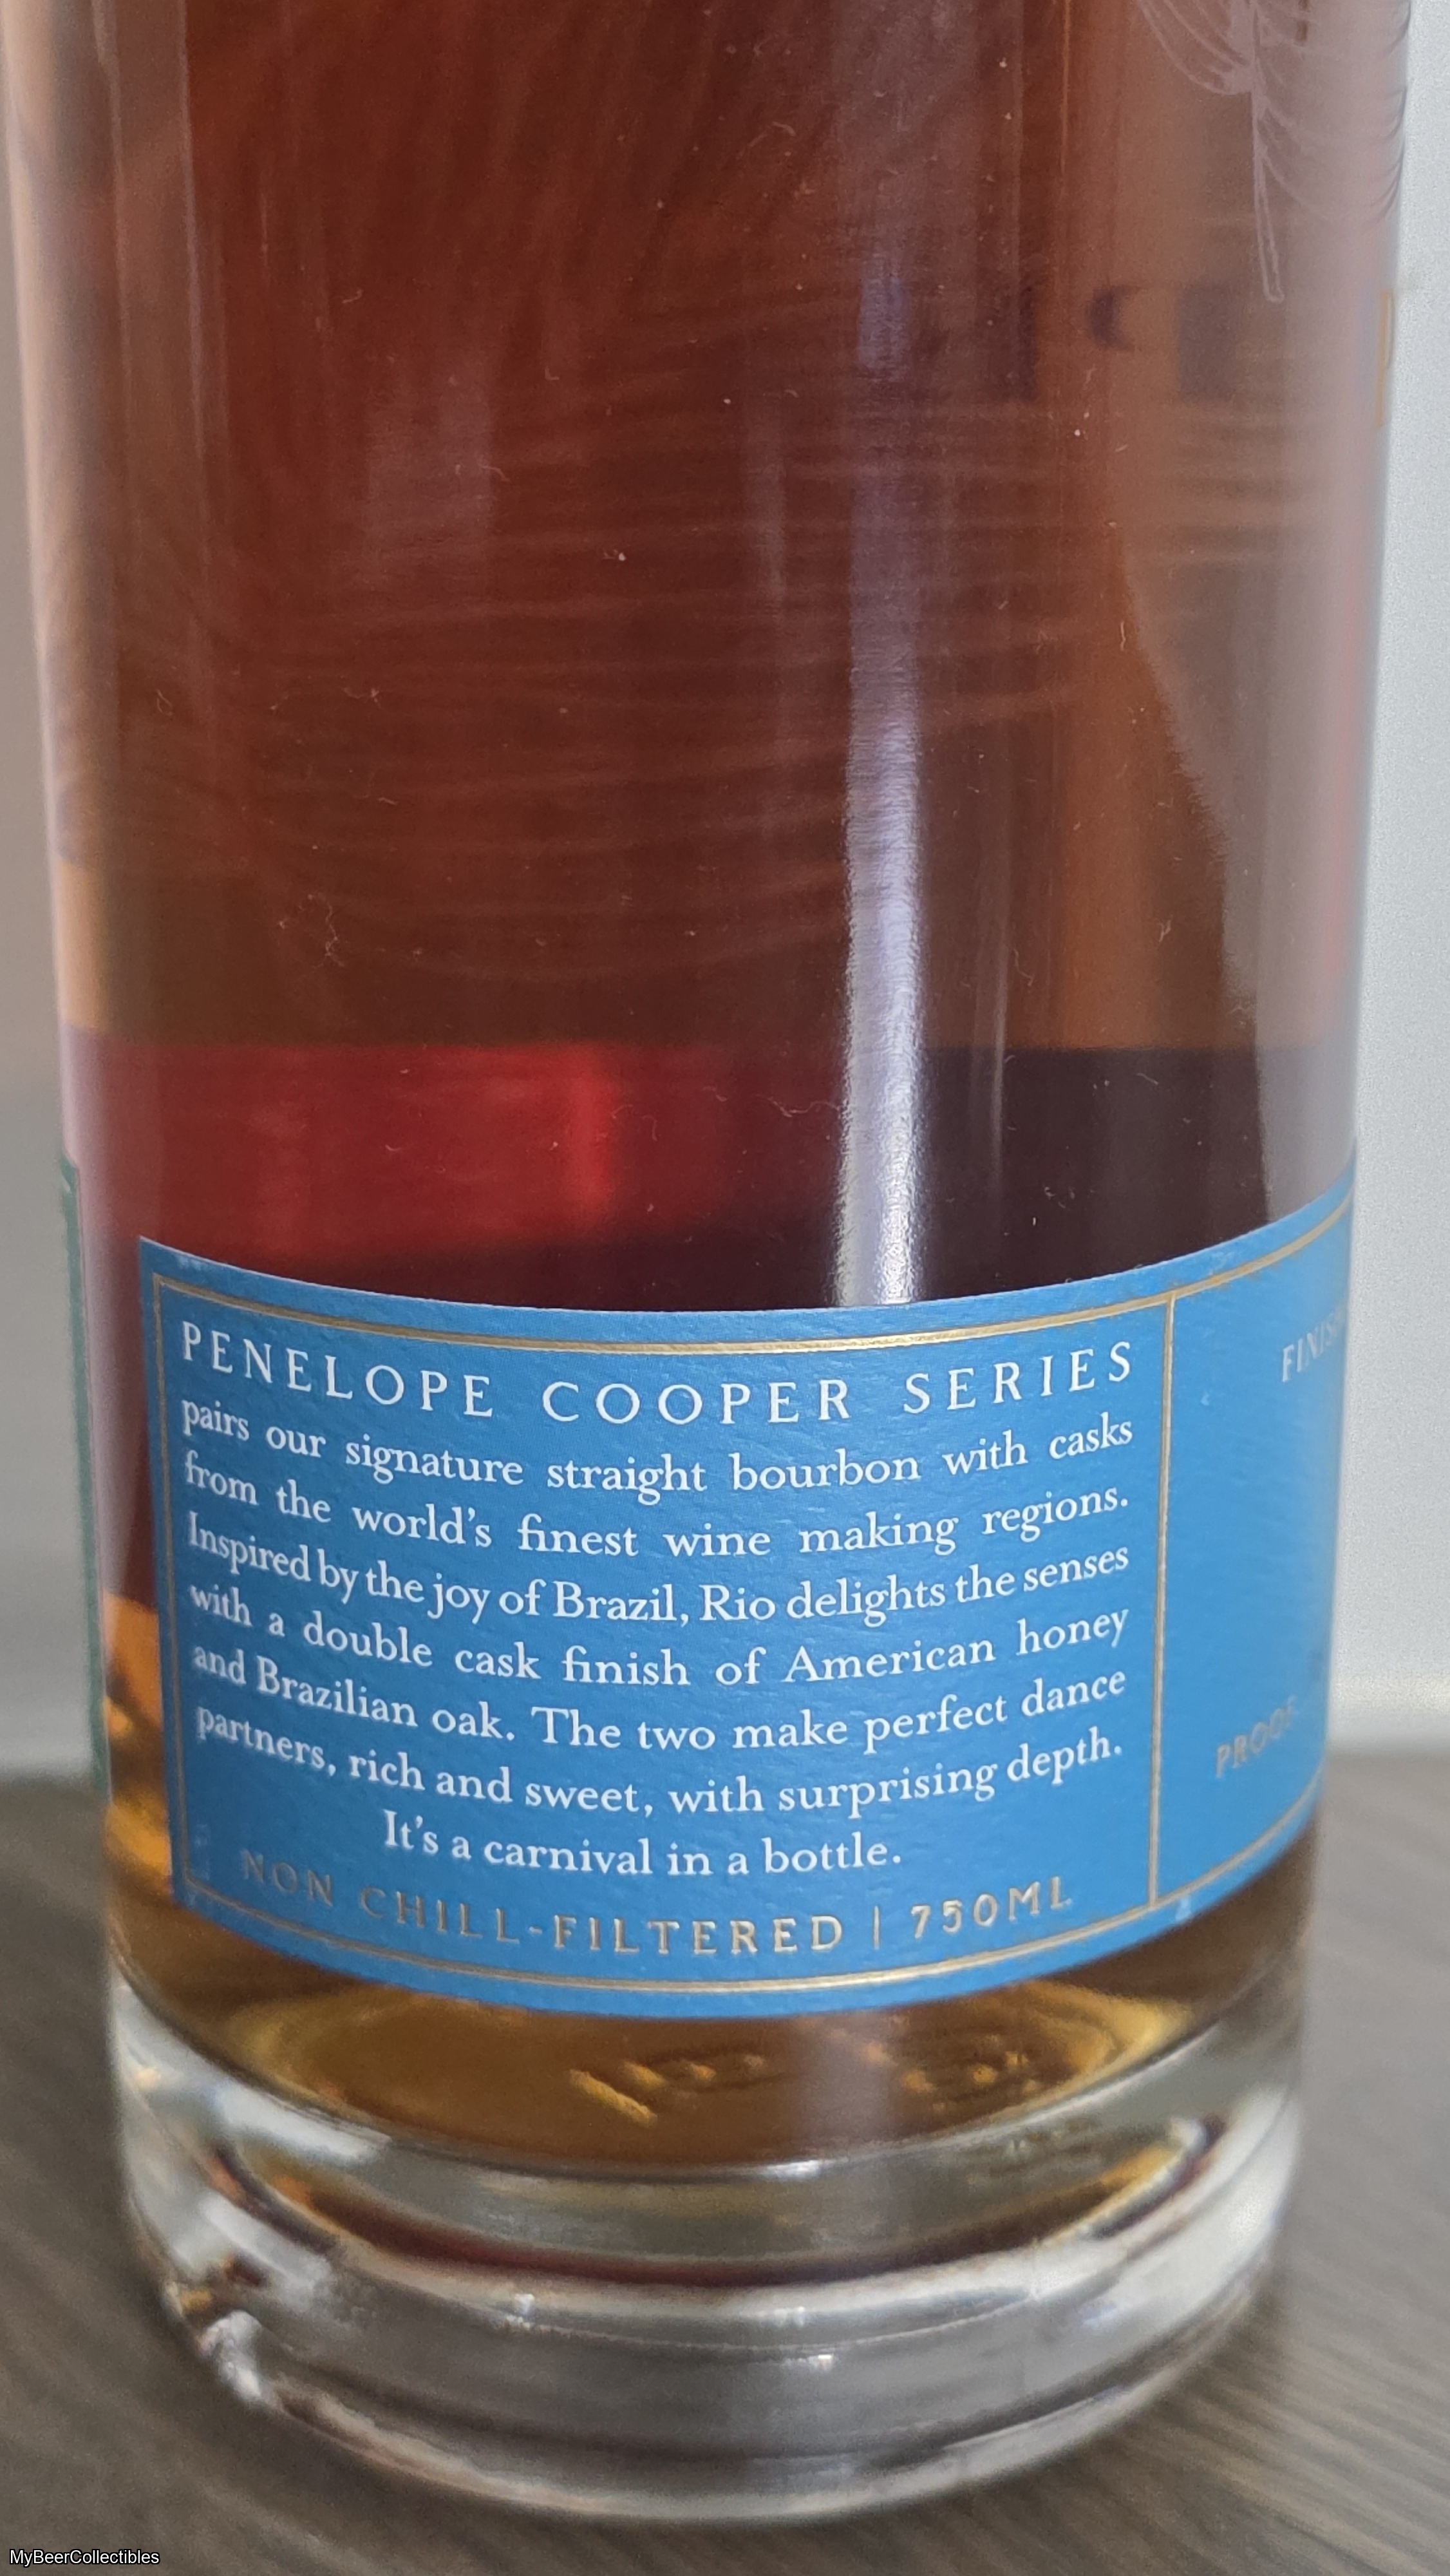 PENELOPE COOPER SERIES
pairs our signature straight bourbon with casks
from the world's finest wine making regions.
Inspired by the joy of Brazil, Rio delights the senses
with a double cask finish of American honey
and Brazilian oak. The two make perfect dance
partners, rich and sweet, with surprising depth.
It's a carnival in a bottle.
NON CHILL-FILTERED | 750ML
PROOF
MyBeerCollectibles